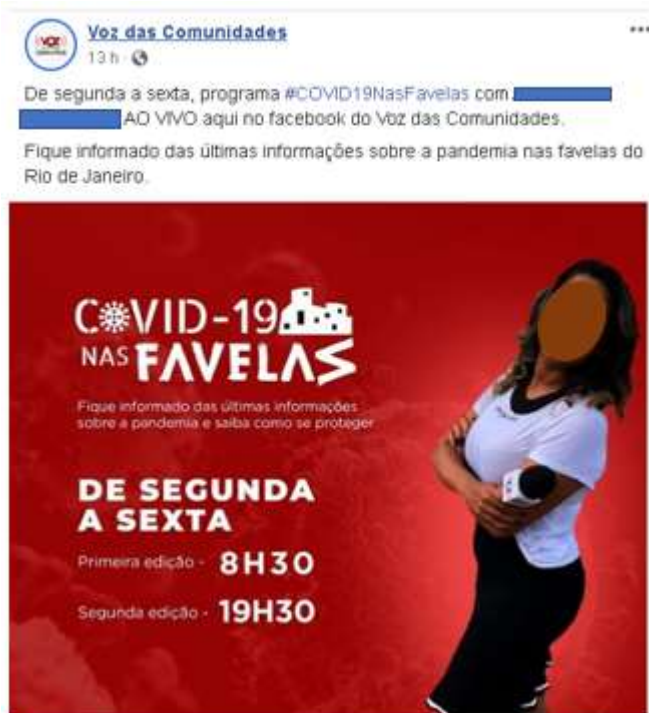 Voz das Comunidades
13 h
De segunda a sexta, programa #COVID19NasFavelas com
AO VIVO aqui no facebook do Voz das Comunidades.
Fique informado das últimas informações sobre a pandemia nas favelas do
Rio de Janeiro.
COVID-19
NAS FAVELAS
Fique informado das últimas informações
sobre a pandemia e saiba como se proteger
DE SEGUNDA
A SEXTA
Primeira edição - 8H30
Segunda edição - 19H30